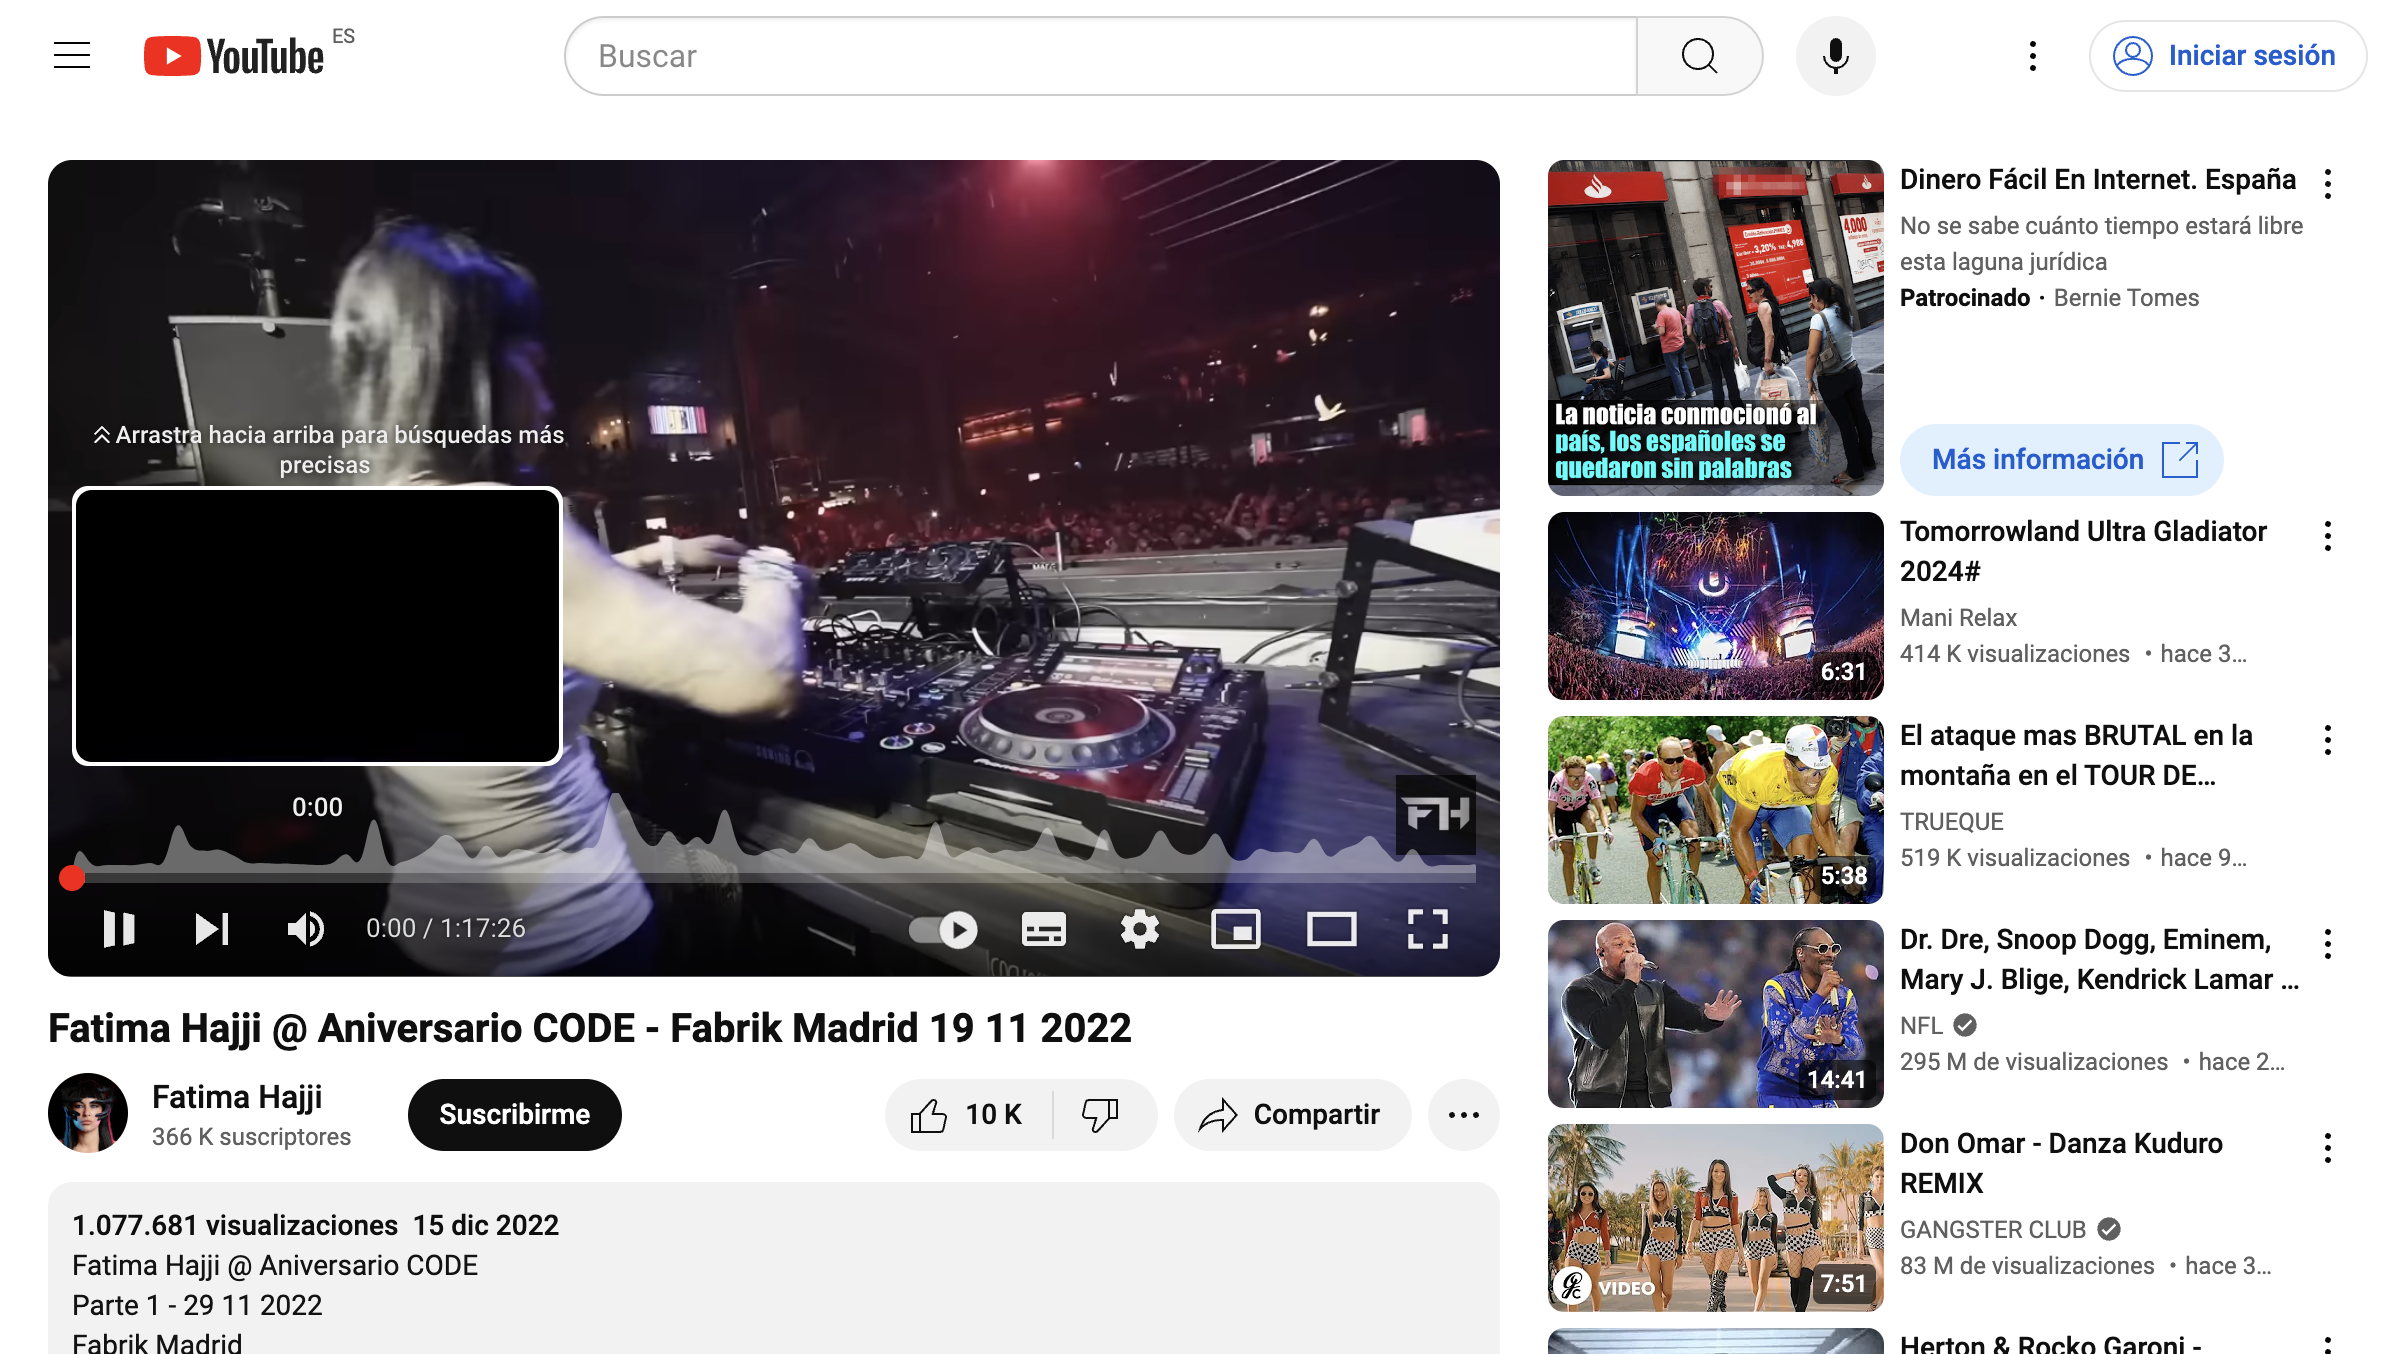 YouTube ES
Buscar
Iniciar sesión
Arrastra hacia arriba para búsquedas más
precisas
0:00
FH
0:00 / 1:17:26
Fatima Hajji @ Aniversario CODE - Fabrik Madrid 19 11 2022
Fatima Hajji
366 K suscriptores
Suscribirme
10 K
Compartir
1.077.681 visualizaciones 15 dic 2022
Fatima Hajji @ Aniversario CODE
Parte 1 - 29 11 2022
Fabrik Madrid
La noticia conmocionó al
país, los españoles se
quedaron sin palabras
Dinero Fácil En Internet. España
No se sabe cuánto tiempo estará libre
esta laguna jurídica
Patrocinado · Bernie Tomes
Más información
6:31
Tomorrowland Ultra Gladiator
2024#
Mani Relax
414 K visualizaciones • hace 3...
5:38
El ataque mas BRUTAL en la
montaña en el TOUR DE...
TRUEQUE
519 K visualizaciones • hace 9...
14:41
Dr. Dre, Snoop Dogg, Eminem,
Mary J. Blige, Kendrick Lamar ...
NFL
295 M de visualizaciones • hace 2...
VIDEO
7:51
Don Omar - Danza Kuduro
REMIX
GANGSTER CLUB
83 M de visualizaciones • hace 3...
Herton & Rocko Garoni -